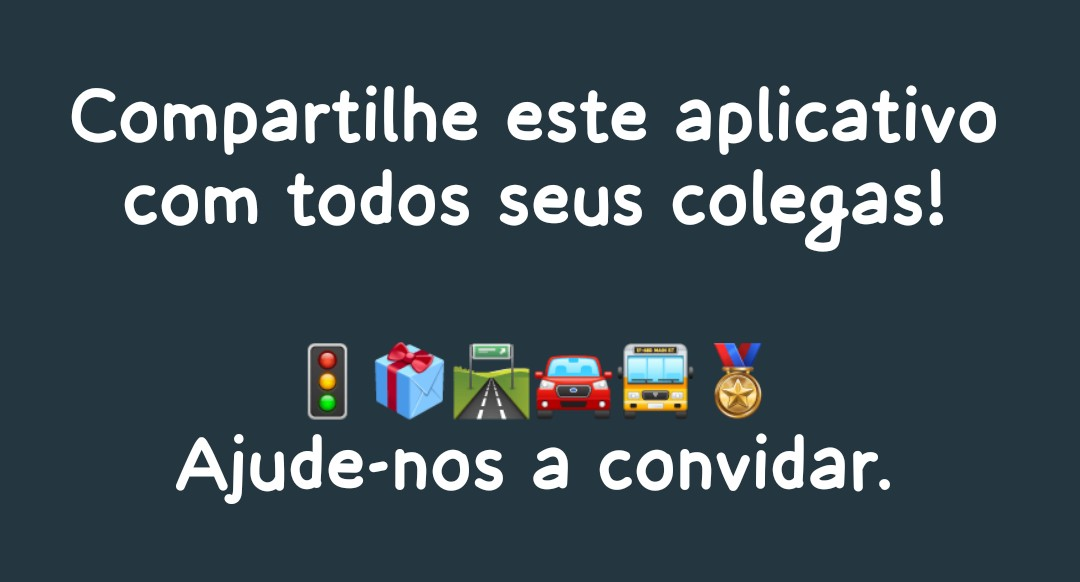 Compartilhe este aplicativo
com todos seus colegas!
🚦🎁🛣️🚘🚍🏅
Ajude-nos a convidar.